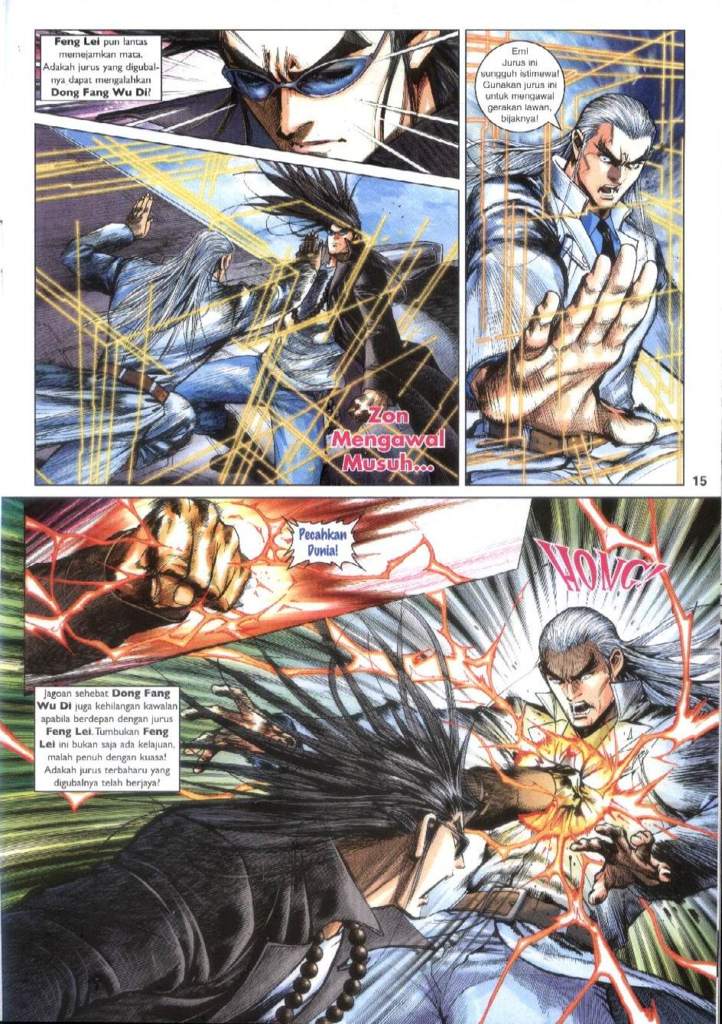 Feng Lei pun lantas
memejamkan mata.
Adakah jurus yang digubal-
nya dapat mengalahkan
Dong Fang Wu Di?
Em!
Jurus ini
sungguh istimewa!
Gunakan jurus ini
untuk mengawal
gerakan lawan,
bijaknya!
Zon
Mengawal
Musuh...
15
Pecahkan
Dunia!
HONG!
Jagoan sehebat Dong Fang
Wu Di juga kehilangan kawalan
apabila berdepan dengan jurus
Feng Lei. Tumbukan Feng
Lei ini bukan saja ada kelajuan,
malah penuh dengan kuasa!
Adakah jurus terbaharu yang
digubalnya telah berjaya?